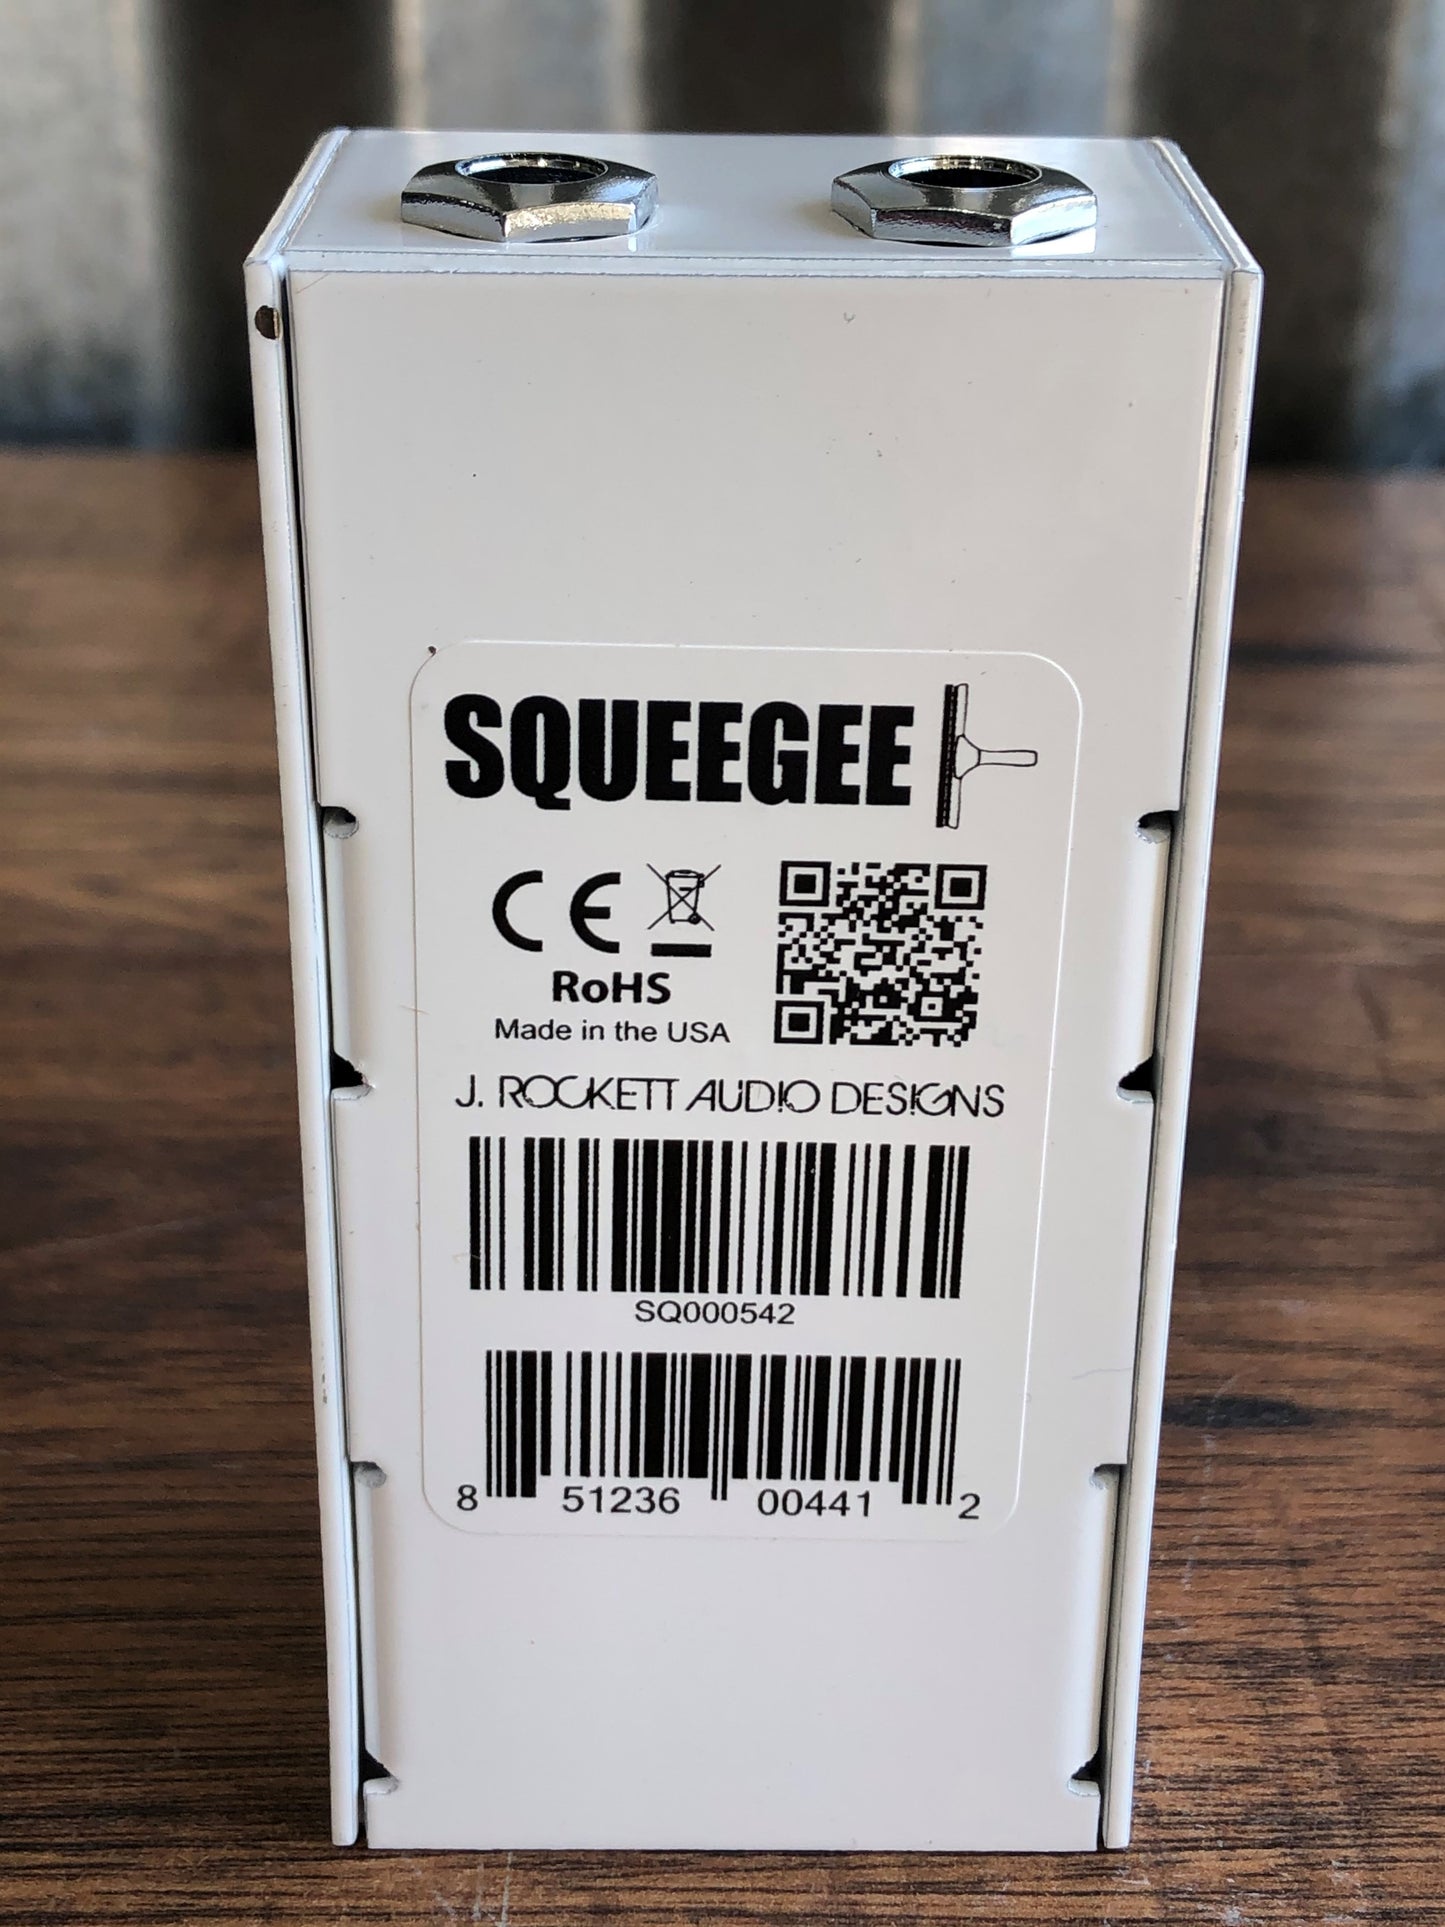 SQUEEGEE
CE
RoHS
Made in the USA
J. ROCKETT AUDIO DESIGNS
SQ000542
8 51236 00441 2